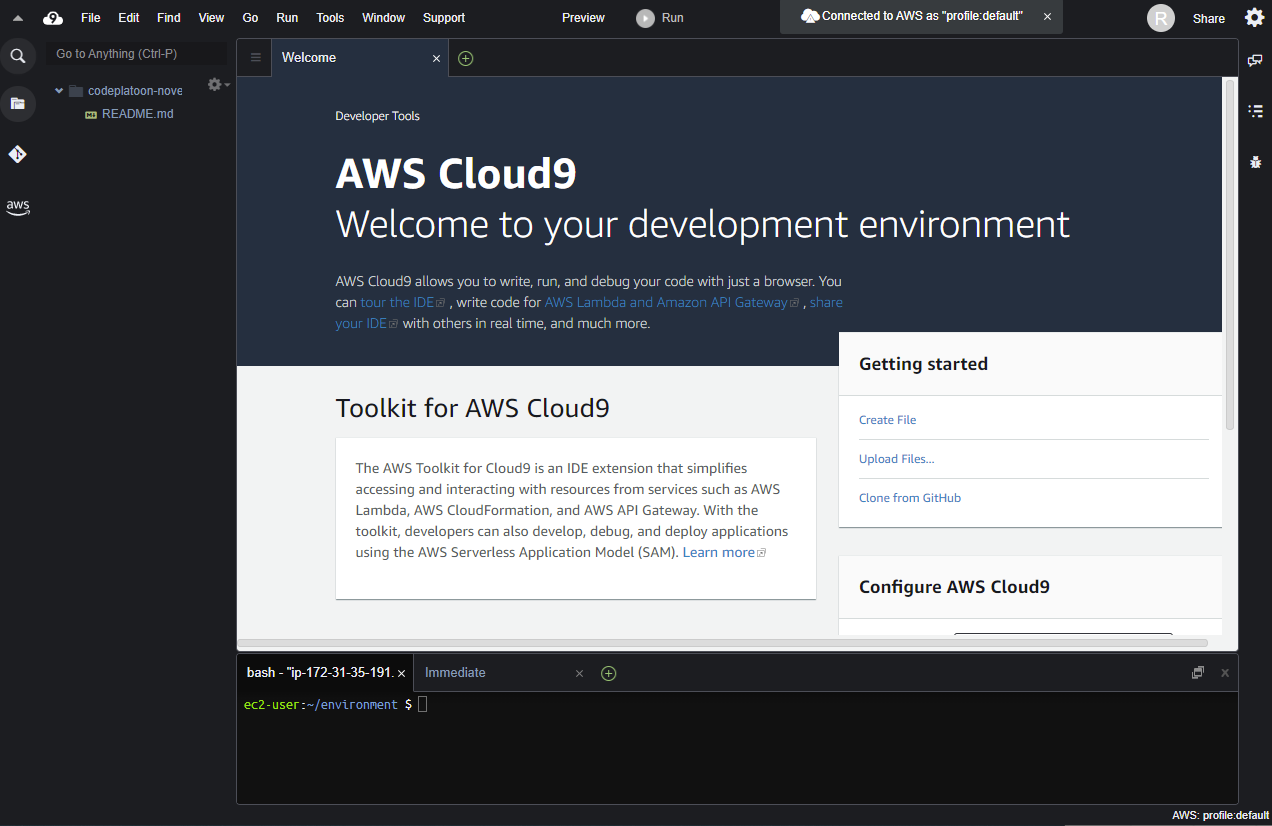 9 File Edit Find View Go Run Tools Window Support Preview Run Connected to AWS as "profile:default" R Share
Go to Anything (Ctrl-P)
codeplatoon-nove
README.md
aws
Welcome
Developer Tools
AWS Cloud9
Welcome to your development environment
AWS Cloud9 allows you to write, run, and debug your code with just a browser. You
can tour the IDE , write code for AWS Lambda and Amazon API Gateway , share
your IDE with others in real time, and much more.
Toolkit for AWS Cloud9
The AWS Toolkit for Cloud9 is an IDE extension that simplifies
accessing and interacting with resources from services such as AWS
Lambda, AWS CloudFormation, and AWS API Gateway. With the
toolkit, developers can also develop, debug, and deploy applications
using the AWS Serverless Application Model (SAM). Learn more
Getting started
Create File
Upload Files...
Clone from GitHub
Configure AWS Cloud9
bash - "ip-172-31-35-191. Immediate
ec2-user:~/environment $
AWS: profile:default